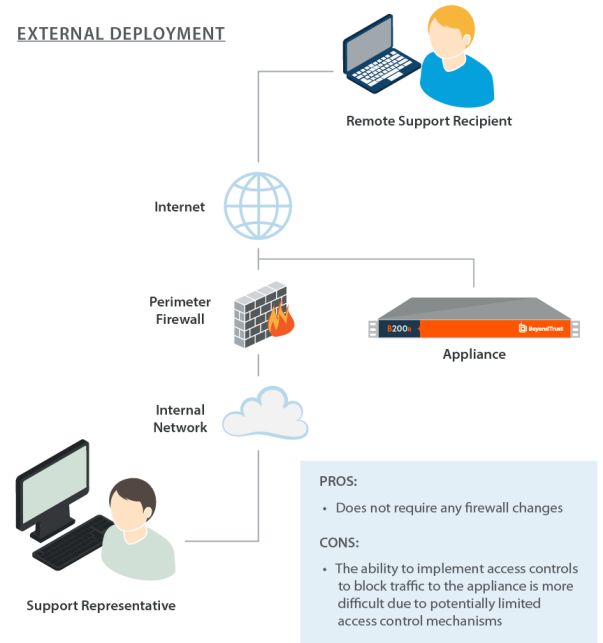 EXTERNAL DEPLOYMENT
Remote Support Recipient
Internet
Perimeter
Firewall
B200R
BeyondTrust
Appliance
Internal
Network
Support Representative
PROS:
• Does not require any firewall changes
CONS:
• The ability to implement access controls
to block traffic to the appliance is more
difficult due to potentially limited
access control mechanisms